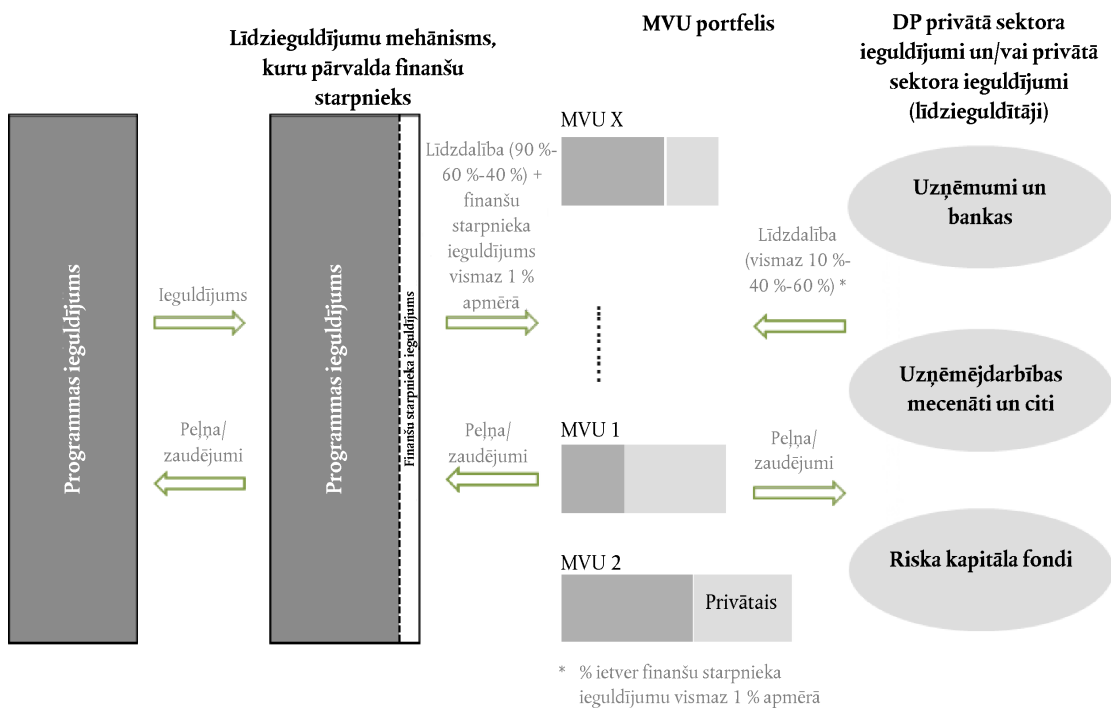 Līdzieguldījumu mehānisms,
kuru pārvalda finanšu
starpnieks
MVU portfelis
DP privātā sektora
ieguldījumi un/vai privātā
sektora ieguldījumi
(līdzieguldītāji)
Programmas ieguldījums
Ieguldījums
Peļņa/
zaudējumi
Programmas ieguldījums
Finanšu starpnieka ieguldījums
Līdzdalība (90 %-
60 %-40 %) +
finanšu
starpnieka
ieguldījums
vismaz 1 %
apmērā
Peļņa/
zaudējumi
MVU X
MVU 1
MVU 2
Privātais
Līdzdalība
(vismaz 10 %-
40 %-60 %) *
Peļņa/
zaudējumi
Uzņēmumi un
bankas
Uzņēmējdarbības
mecenāti un citi
Riska kapitāla fondi
* % ietver finanšu starpnieka
ieguldījumu vismaz 1 % apmērā